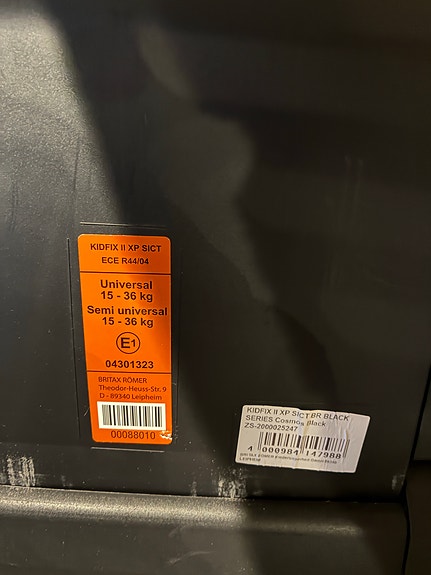 KIDFIX II XP SICT
ECE R44/04
Universal
15 - 36 kg
Semi universal
15 - 36 kg
E1
04301323
BRITAX RÖMER
Theodor-Heuss-Str. 9
D - 89340 Leipheim
00088010
KIDFIX II XP SICT BR BLACK
SERIES Cosmos Black
ZS-2000025247
4 000984 147988
LEIPHEIM